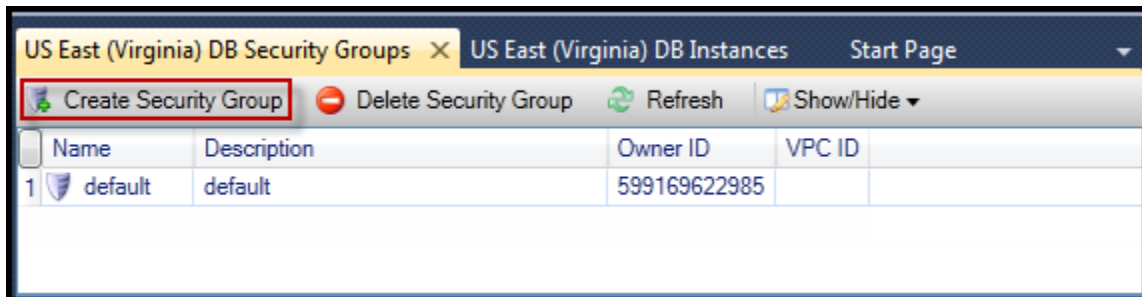 US East (Virginia) DB Security Groups US East (Virginia) DB Instances Start Page
Create Security Group Delete Security Group Refresh Show/Hide
Name Description Owner ID VPC ID
1 default default 599169622985